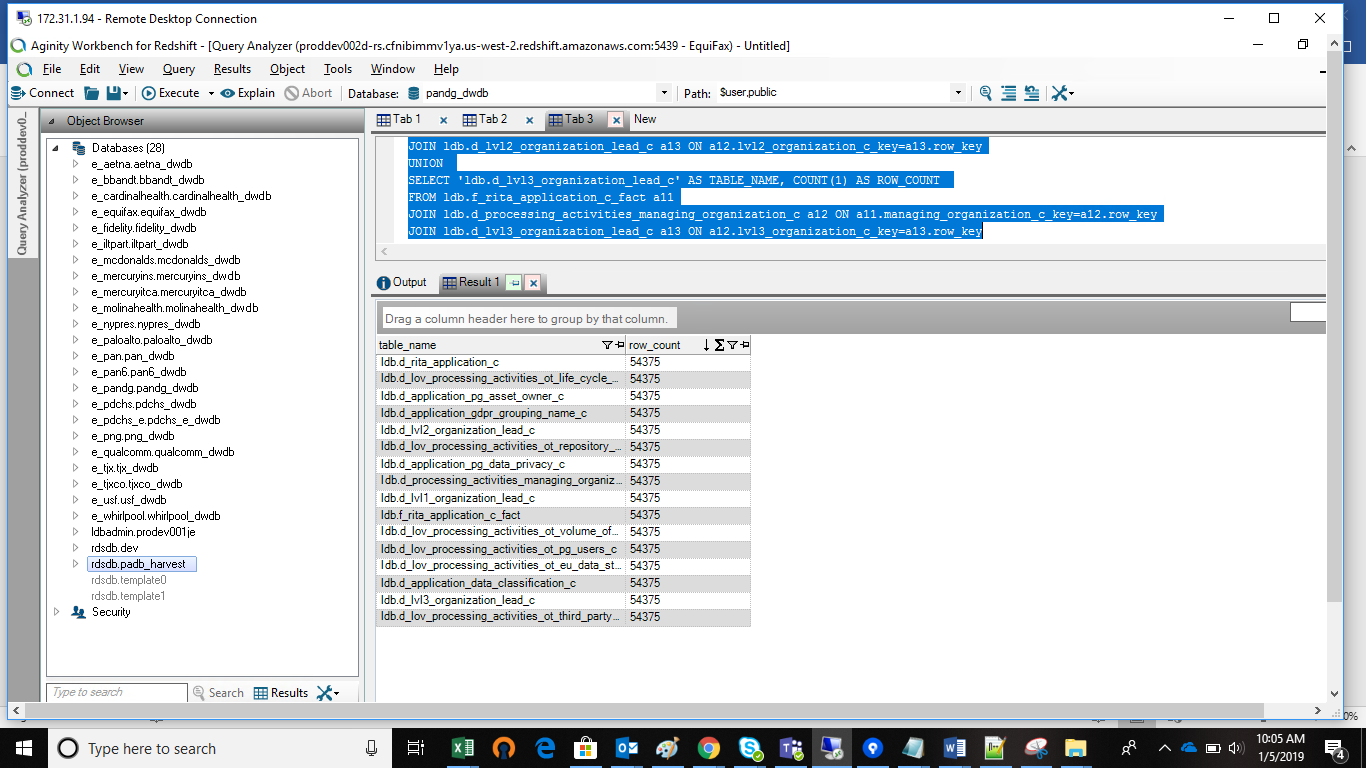 172.31.1.94 - Remote Desktop Connection
Aginity Workbench for Redshift - [Query Analyzer (proddev002d-rs.cfnibimmv1ya.us-west-2.redshift.amazonaws.com:5439 - EquiFax) - Untitled]
File Edit View Query Results Object Tools Window Help
Connect Execute Explain Abort Database: pandg_dwdb Path: $user,public
Query Analyzer (proddev0...
Object Browser
Databases (28)
e_aetna.aetna_dwdb
e_bbandt.bbandt_dwdb
e_cardinalhealth.cardinalhealth_dwdb
e_equifax.equifax_dwdb
e_fidelity.fidelity_dwdb
e_iltpart.iltpart_dwdb
e_mcdonalds.mcdonalds_dwdb
e_mercuryins.mercuryins_dwdb
e_mercuryitca.mercuryitca_dwdb
e_molinahealth.molinahealth_dwdb
e_nypres.nypres_dwdb
e_paloalto.paloalto_dwdb
e_pan.pan_dwdb
e_pan6.pan6_dwdb
e_pandg.pandg_dwdb
e_pdchs.pdchs_dwdb
e_pdchs_e.pdchs_e_dwdb
e_png.png_dwdb
e_qualcomm.qualcomm_dwdb
e_tjx.tjx_dwdb
e_tjxco.tjxco_dwdb
e_usf.usf_dwdb
e_whirlpool.whirlpool_dwdb
ldbadmin.prodev001je
rdsdb.dev
rdsdb.padb_harvest
rdsdb.template0
rdsdb.template1
Security
Type to search Search Results
Tab 1 Tab 2 Tab 3 New
JOIN ldb.d_lvl2_organization_lead_c a13 ON a12.lvl2_organization_c_key=a13.row_key
UNION
SELECT 'ldb.d_lvl3_organization_lead_c' AS TABLE_NAME, COUNT(1) AS ROW_COUNT
FROM ldb.f_rita_application_c_fact a11
JOIN ldb.d_processing_activities_managing_organization_c a12 ON a11.managing_organization_c_key=a12.row_key
JOIN ldb.d_lvl3_organization_lead_c a13 ON a12.lvl3_organization_c_key=a13.row_key
Output Result 1
Drag a column header here to group by that column.
table_name row_count
ldb.d_rita_application_c 54375
ldb.d_lov_processing_activities_ot_life_cycle_... 54375
ldb.d_application_pg_asset_owner_c 54375
ldb.d_application_gdpr_grouping_name_c 54375
ldb.d_lvl2_organization_lead_c 54375
ldb.d_lov_processing_activities_ot_repository_... 54375
ldb.d_application_pg_data_privacy_c 54375
ldb.d_processing_activities_managing_organiz... 54375
ldb.d_lvl1_organization_lead_c 54375
ldb.f_rita_application_c_fact 54375
ldb.d_lov_processing_activities_ot_volume_of... 54375
ldb.d_lov_processing_activities_ot_pg_users_c 54375
ldb.d_lov_processing_activities_ot_eu_data_st... 54375
ldb.d_application_data_classification_c 54375
ldb.d_lvl3_organization_lead_c 54375
ldb.d_lov_processing_activities_ot_third_party... 54375
0%
Type here to search
10:05 AM
1/5/2019
4